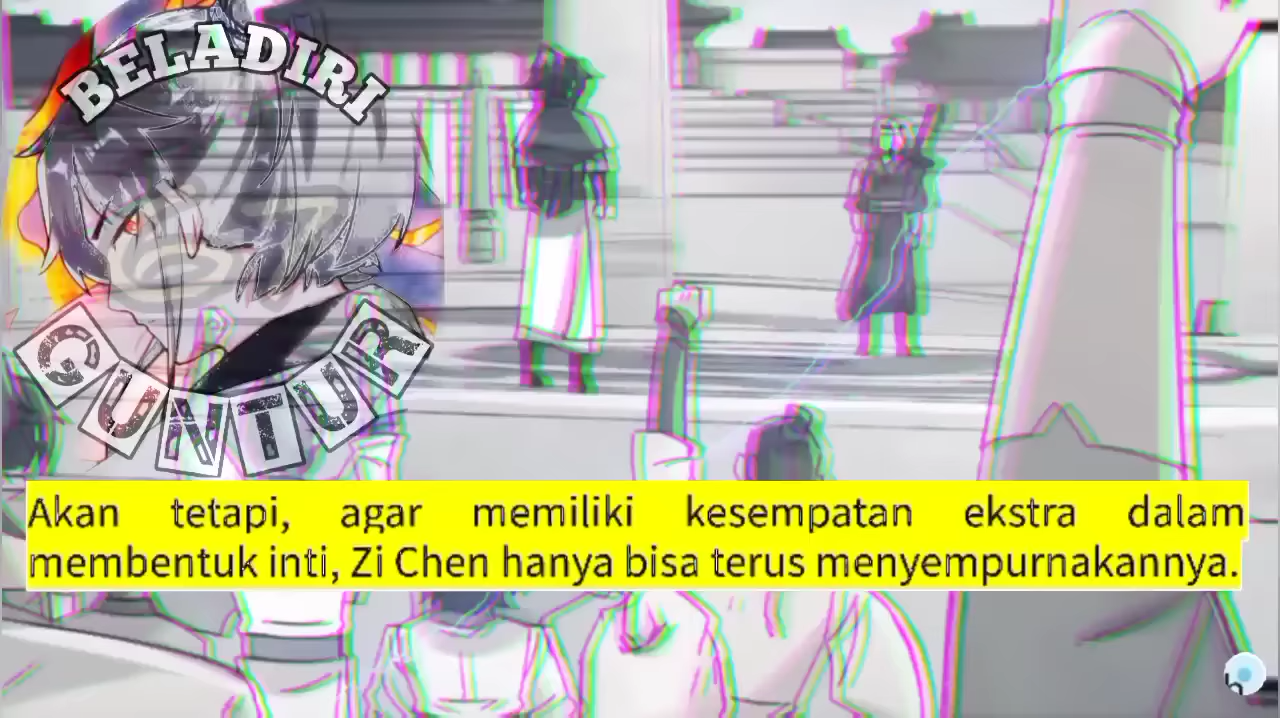 BELADIRI
GUNTUR
Akan tetapi, agar memiliki kesempatan ekstra dalam
membentuk inti, Zi Chen hanya bisa terus menyempurnakannya.